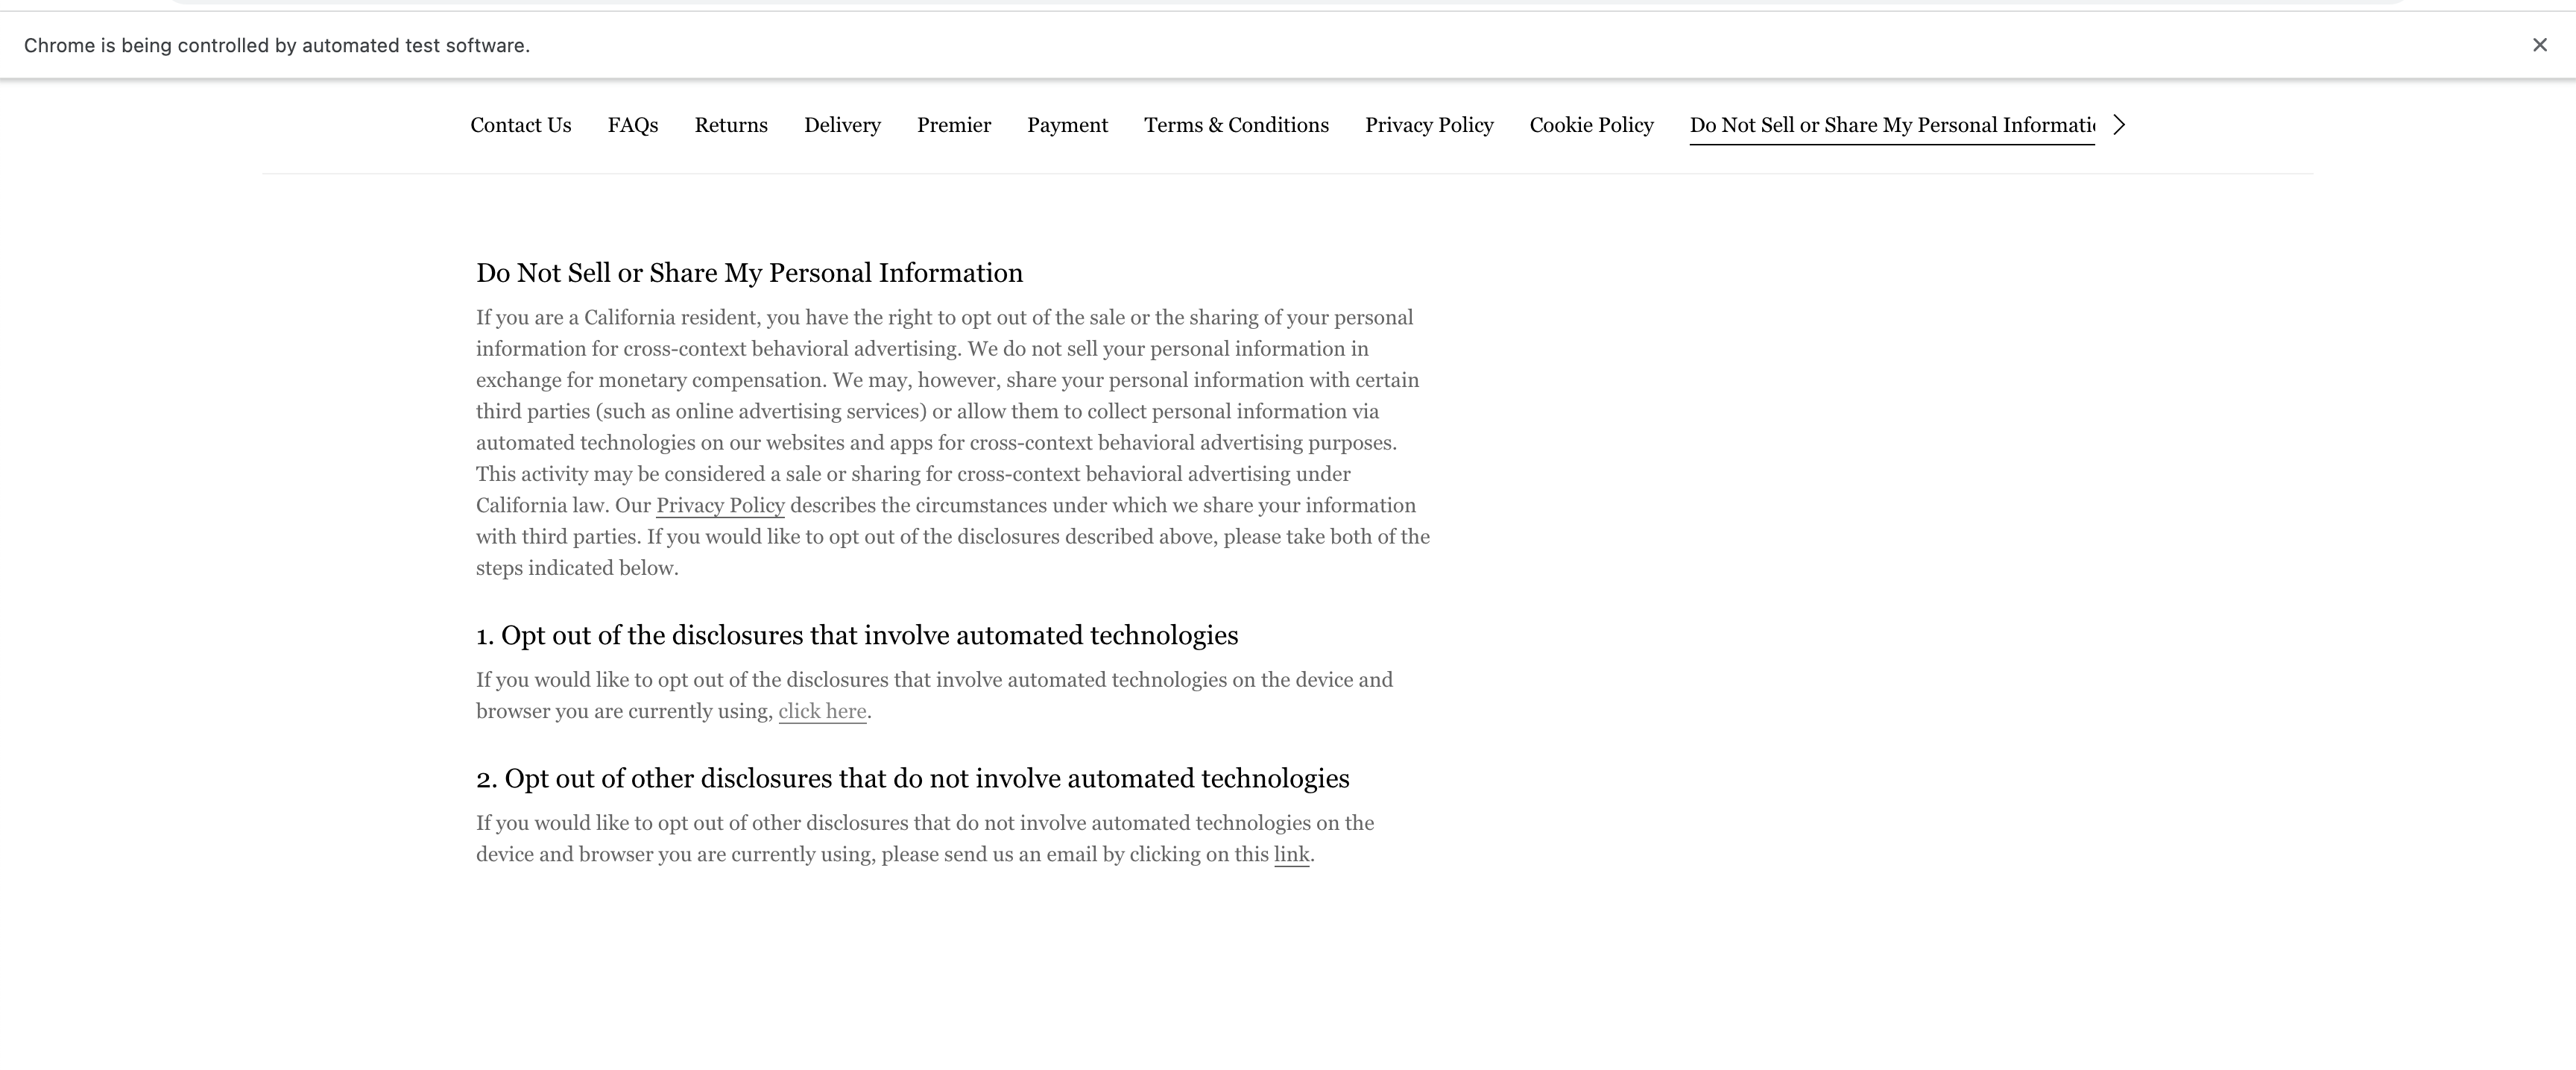 Chrome is being controlled by automated test software.
Contact Us FAQs Returns Delivery Premier Payment Terms & Conditions Privacy Policy Cookie Policy Do Not Sell or Share My Personal Informati
Do Not Sell or Share My Personal Information
If you are a California resident, you have the right to opt out of the sale or the sharing of your personal
information for cross-context behavioral advertising. We do not sell your personal information in
exchange for monetary compensation. We may, however, share your personal information with certain
third parties (such as online advertising services) or allow them to collect personal information via
automated technologies on our websites and apps for cross-context behavioral advertising purposes.
This activity may be considered a sale or sharing for cross-context behavioral advertising under
California law. Our Privacy Policy describes the circumstances under which we share your information
with third parties. If you would like to opt out of the disclosures described above, please take both of the
steps indicated below.
1. Opt out of the disclosures that involve automated technologies
If you would like to opt out of the disclosures that involve automated technologies on the device and
browser you are currently using, click here.
2. Opt out of other disclosures that do not involve automated technologies
If you would like to opt out of other disclosures that do not involve automated technologies on the
device and browser you are currently using, please send us an email by clicking on this link.